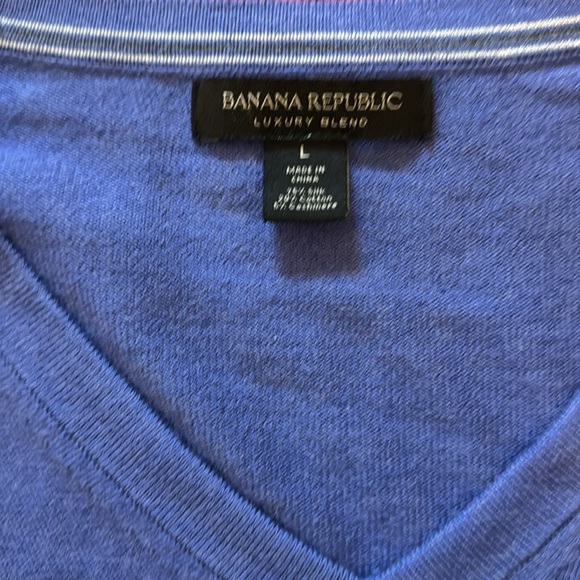 BANANA REPUBLIC
LUXURY BLEND
L
MADE IN
CHINA
Silk
Cotton
Cashmere